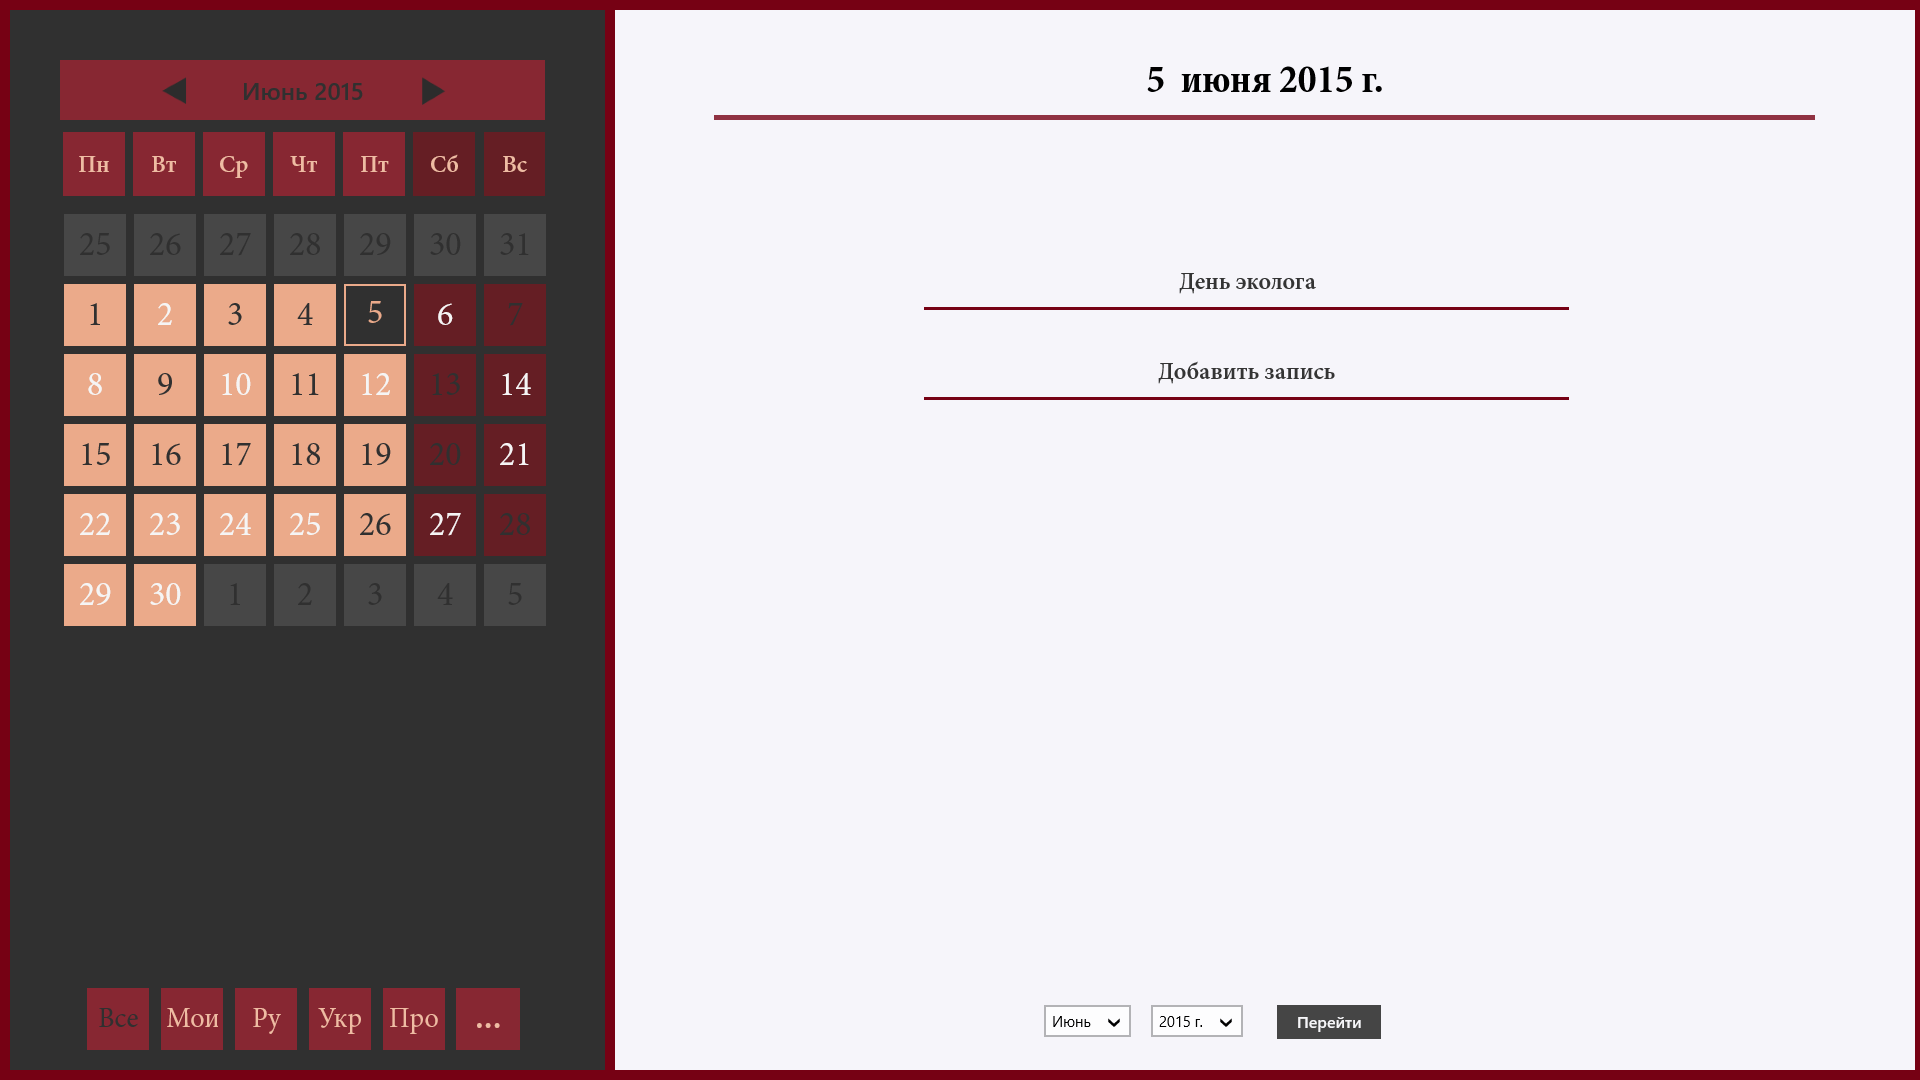 Июнь 2015
Пн Вт Ср Чт Пт Сб Вс
25 26 27 28 29 30 31
1 2 3 4 5 6 7
8 9 10 11 12 13 14
15 16 17 18 19 20 21
22 23 24 25 26 27 28
29 30 1 2 3 4 5
Все Мои Ру Укр Про ...
5 июня 2015 г.
День эколога
Добавить запись
Июнь 2015 г. Перейти